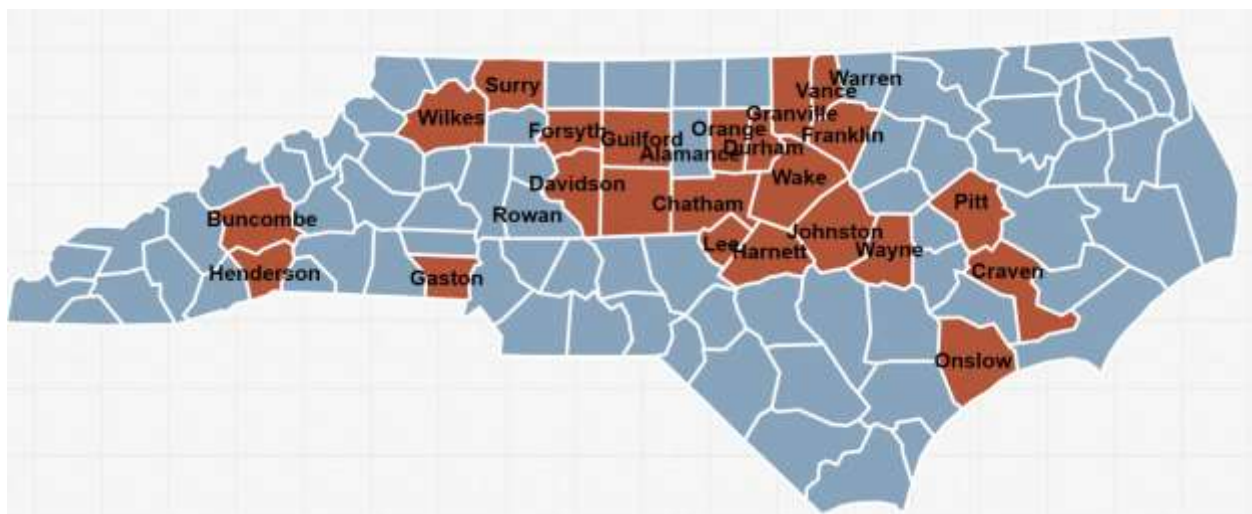 Surry
Warren
Vance
Granville
Wilkes
Forsyth
Guilford
Orange
Franklin
Alamance
Durham
Davidson
Wake
Chatham
Rowan
Pitt
Buncombe
Johnston
Lee
Harnett
Wayne
Henderson
Gaston
Craven
Onslow